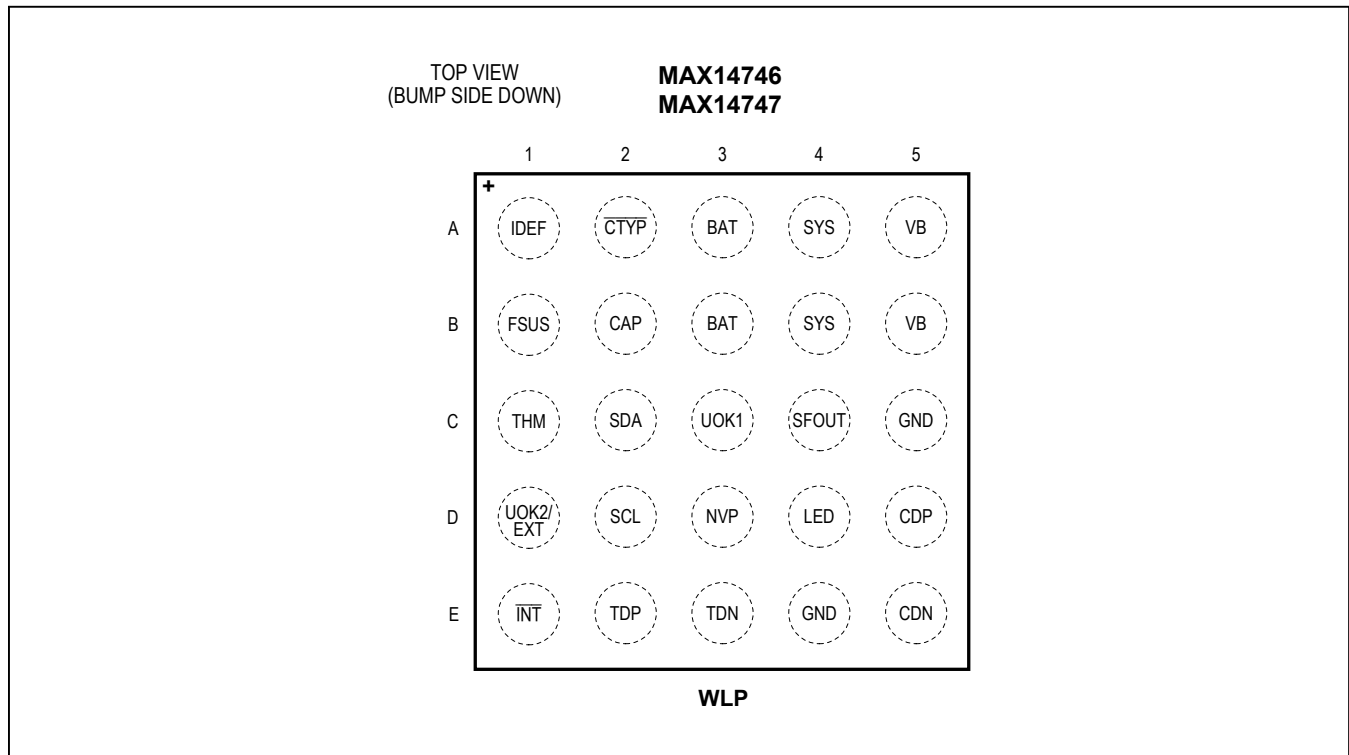 TOP VIEW
(BUMP SIDE DOWN)
MAX14746
MAX14747
1 2 3 4 5
+
A IDEF CTYP BAT SYS VB
B FSUS CAP BAT SYS VB
C THM SDA UOK1 SFOUT GND
D UOK2/ EXT SCL NVP LED CDP
E INT TDP TDN GND CDN
WLP